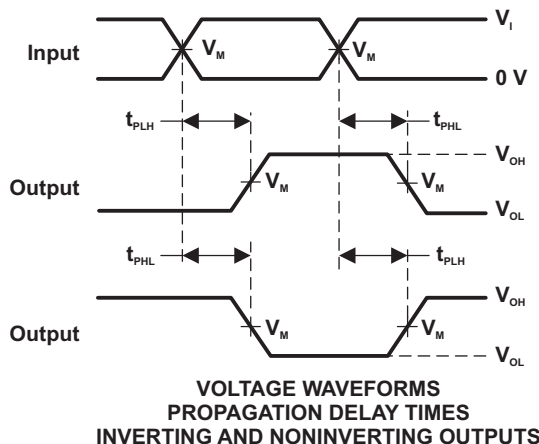 V_I
Input
V_M
V_M
0 V
t_PLH
t_PHL
V_OH
Output
V_M
V_M
V_OL
t_PHL
t_PLH
V_OH
Output
V_M
V_M
V_OL
VOLTAGE WAVEFORMS
PROPAGATION DELAY TIMES
INVERTING AND NONINVERTING OUTPUTS